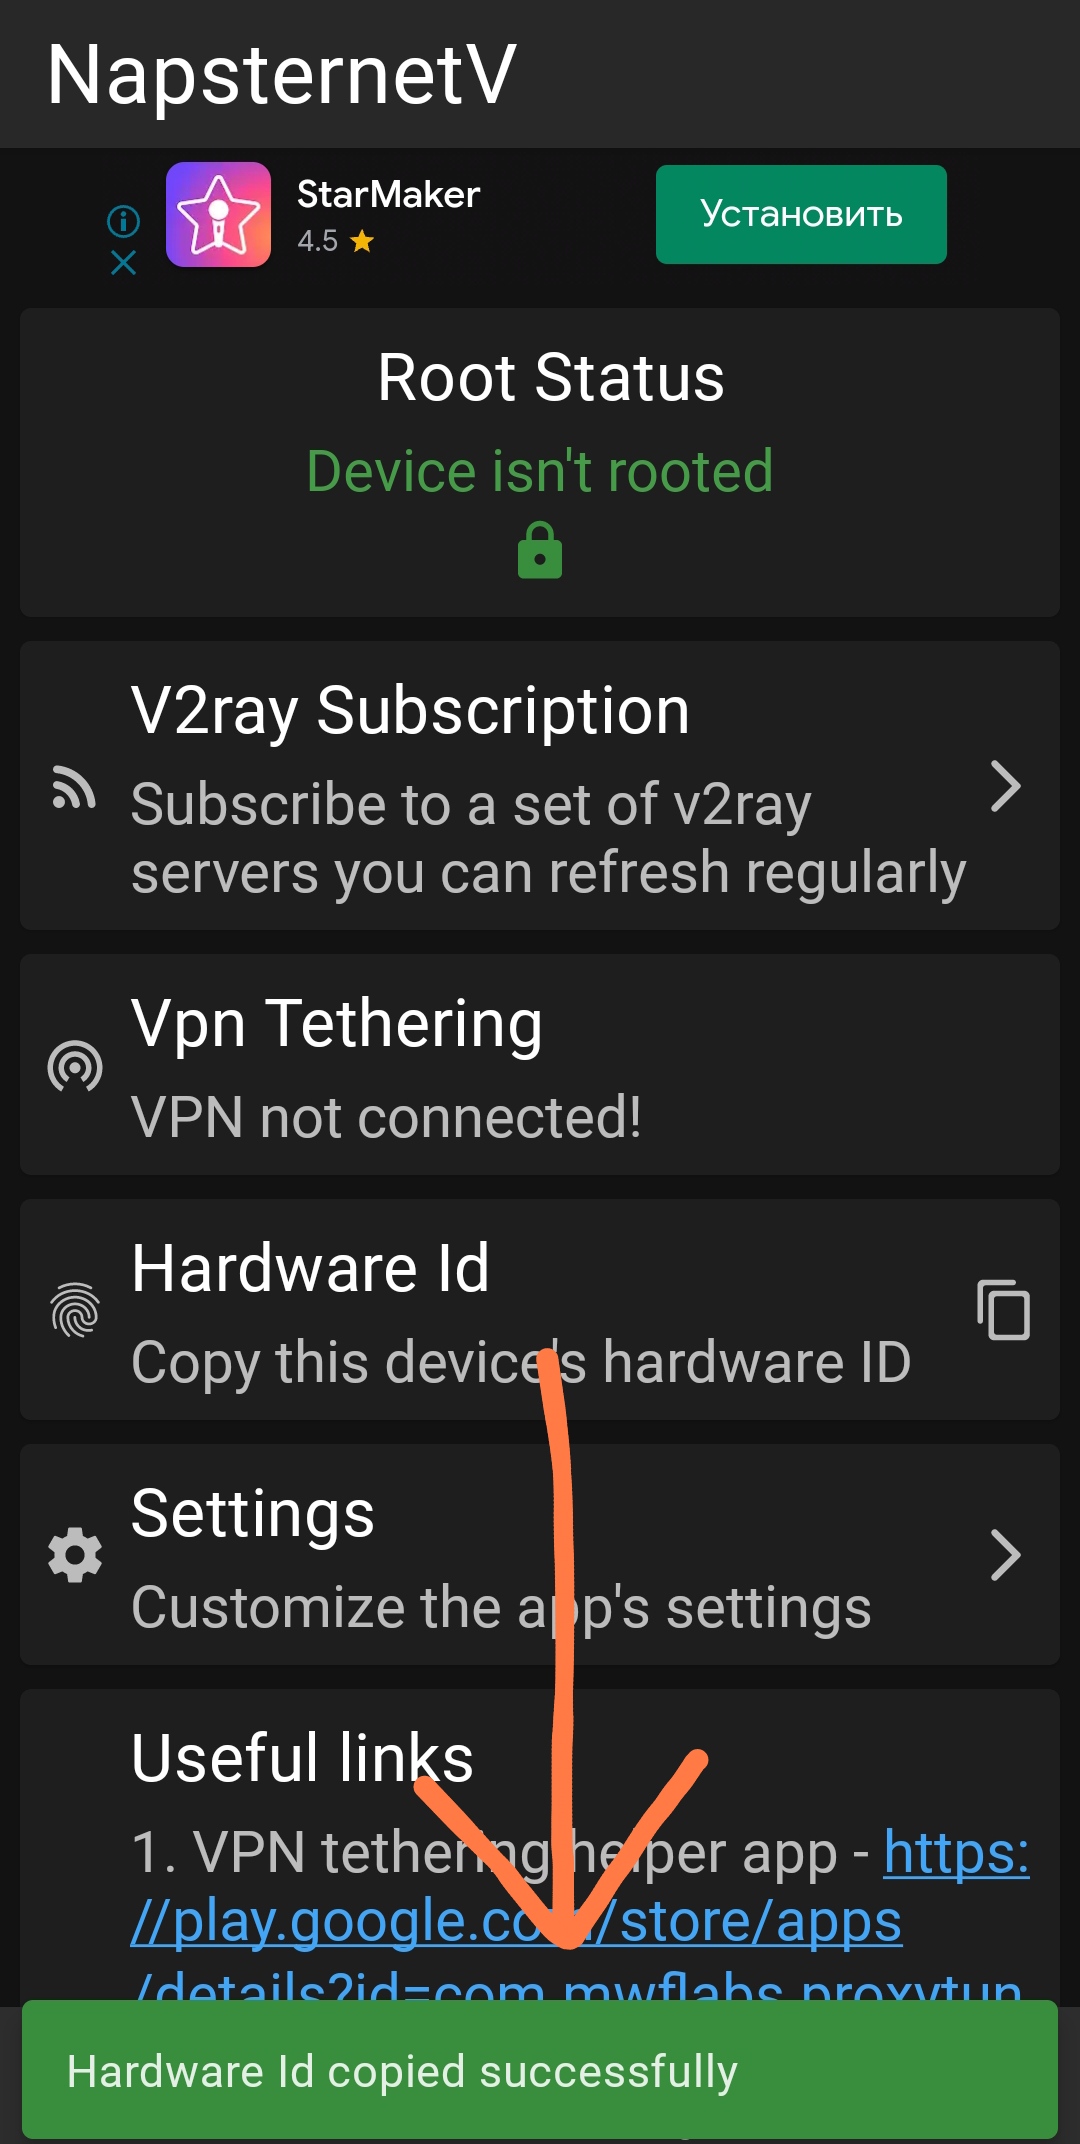 NapsternetV
StarMaker
4.5
Установить
Root Status
Device isn't rooted
V2ray Subscription
Subscribe to a set of v2ray
servers you can refresh regularly
Vpn Tethering
VPN not connected!
Hardware Id
Copy this device's hardware ID
Settings
Customize the app's settings
Useful links
1. VPN tethering helper app - https:
//play.google.com/store/apps
/details?id=com.mwflabs.proxytun
Hardware Id copied successfully